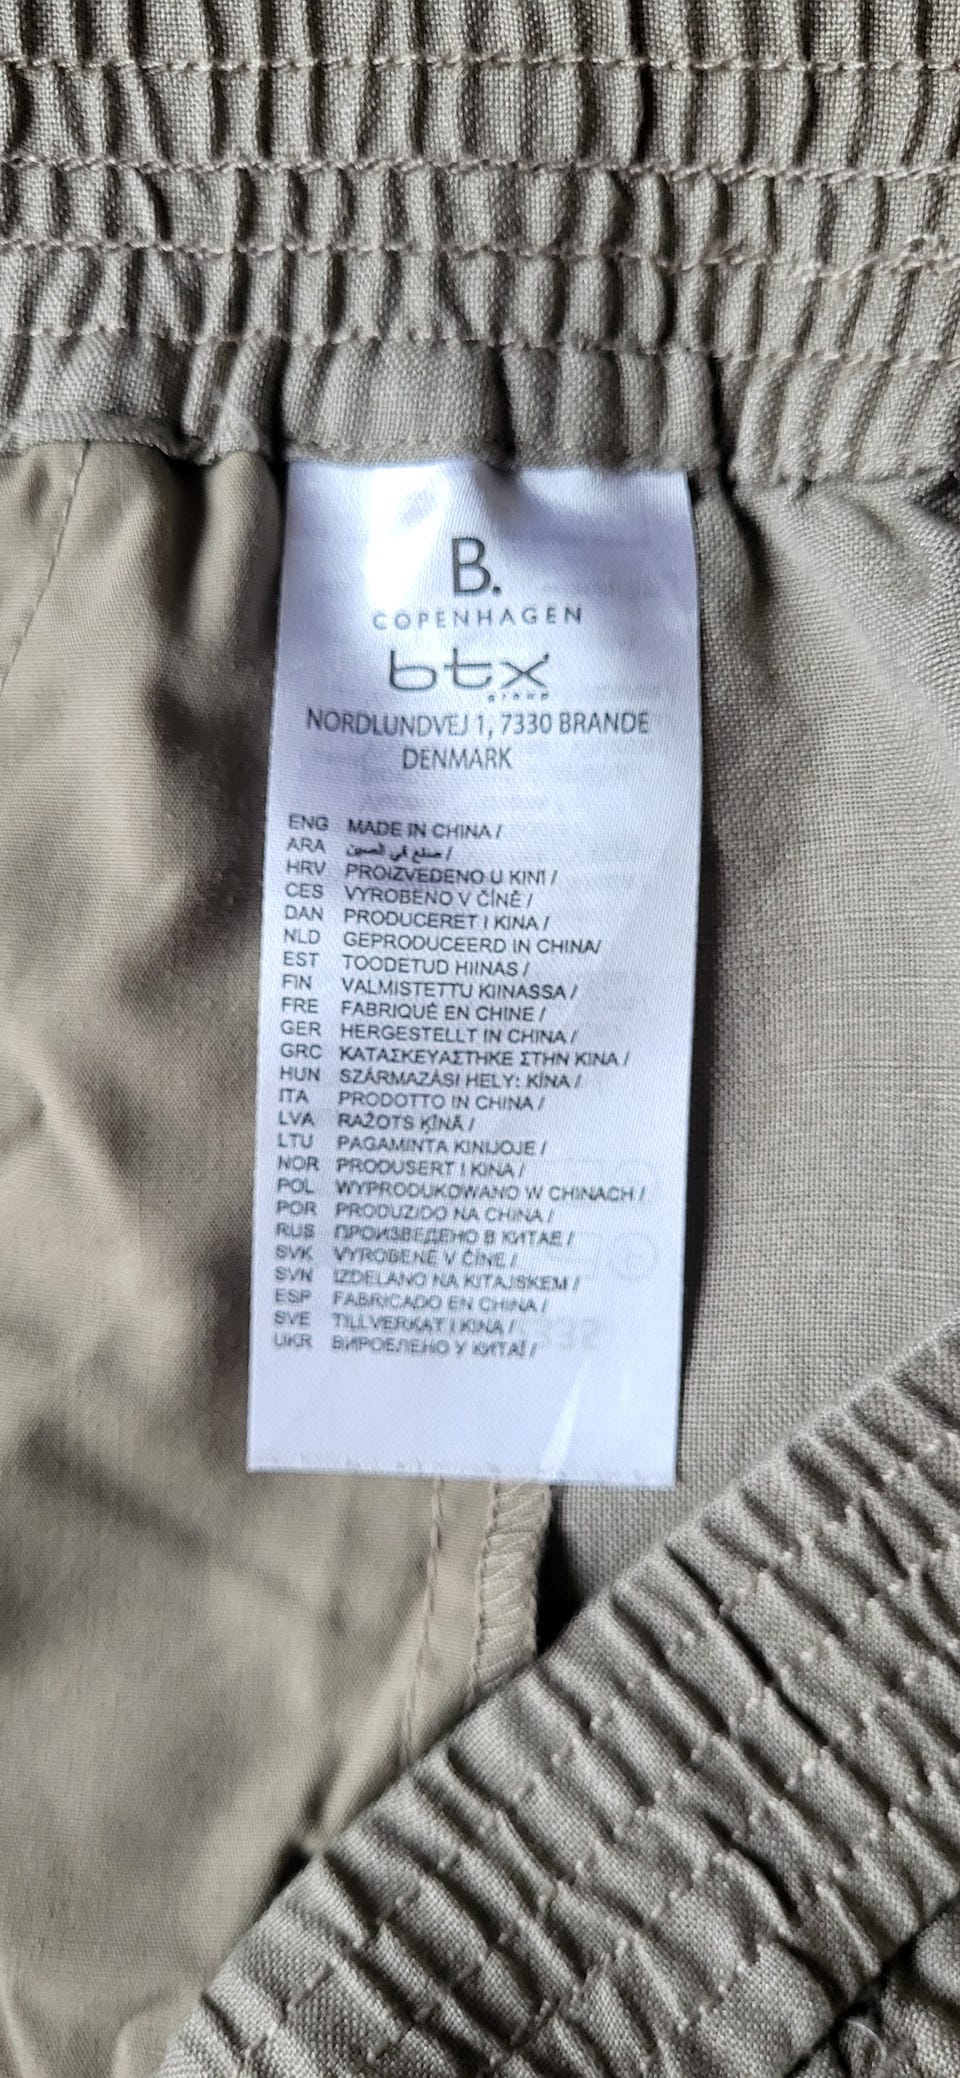 B.
COPENHAGEN
btx
group
NORDLUNDVEJ 1, 7330 BRANDE
DENMARK
ENG MADE IN CHINA /
ARA صنع في الصين /
HRV PROIZVEDENO U KINI /
CES VYROBENO V ČÍNĚ /
DAN PRODUCERET I KINA /
NLD GEPRODUCEERD IN CHINA/
EST TOODETUD HIINAS /
FIN VALMISTETTU KIINASSA /
FRE FABRIQUÉ EN CHINE /
GER HERGESTELLT IN CHINA /
GRC ΚΑΤΑΣΚΕΥΑΣΤΗΚΕ ΣΤΗΝ ΚΙΝΑ /
HUN SZÁRMAZÁSI HELY: KÍNA /
ITA PRODOTTO IN CHINA /
LVA RAŽOTS ĶĪNĀ /
LTU PAGAMINTA KINIJOJE /
NOR PRODUSERT I KINA /
POL WYPRODUKOWANO W CHINACH /
POR PRODUZIDO NA CHINA /
RUS ПРОИЗВЕДЕНО В КИТАЕ /
SVK VYROBENÉ V ČÍNE /
SVN IZDELANO NA KITAJSKEM /
ESP FABRICADO EN CHINA /
SVE TILLVERKAT I KINA /
UKR ВИРОБЛЕНО У КИТАЇ /